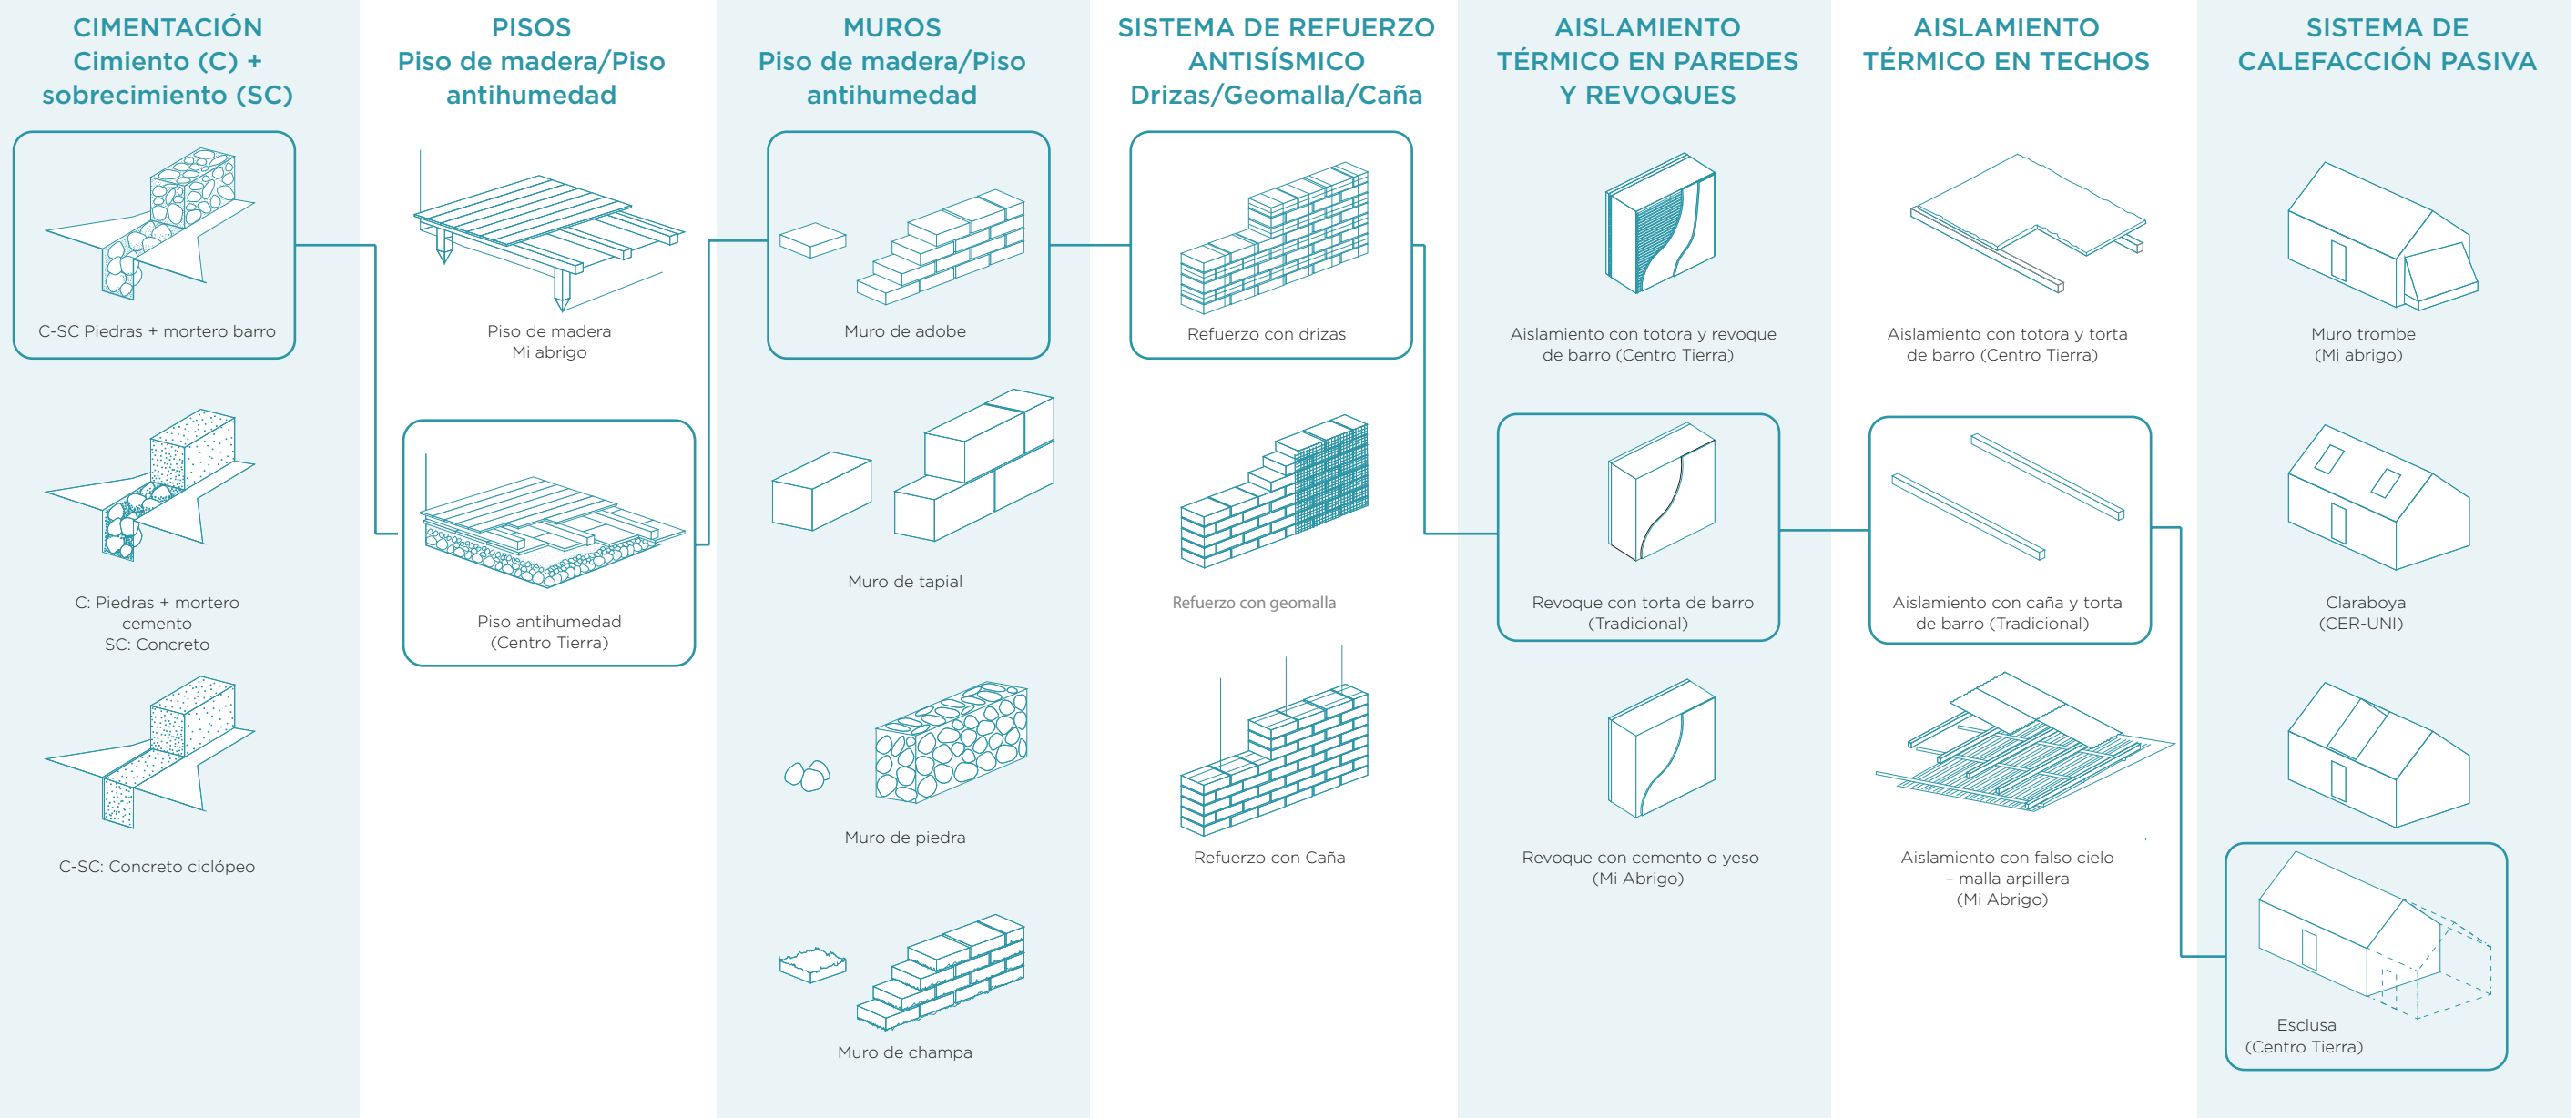 CIMENTACIÓN
Cimiento (C) +
sobrecimiento (SC)
C-SC Piedras + mortero barro
C: Piedras + mortero
cemento
SC: Concreto
C-SC: Concreto ciclópeo
PISOS
Piso de madera/Piso
antihumedad
Piso de madera
Mi abrigo
Piso antihumedad
(Centro Tierra)
MUROS
Piso de madera/Piso
antihumedad
Muro de adobe
Muro de tapial
Muro de piedra
Muro de champa
SISTEMA DE REFUERZO
ANTISÍSMICO
Drizas/Geomalla/Caña
Refuerzo con drizas
Refuerzo con geomalla
Refuerzo con Caña
AISLAMIENTO
TÉRMICO EN PAREDES
Y REVOQUES
Aislamiento con totora y revoque
de barro (Centro Tierra)
Revoque con torta de barro
(Tradicional)
Revoque con cemento o yeso
(Mi Abrigo)
AISLAMIENTO
TÉRMICO EN TECHOS
Aislamiento con totora y torta
de barro (Centro Tierra)
Aislamiento con caña y torta
de barro (Tradicional)
Aislamiento con falso cielo
– malla arpillera
(Mi Abrigo)
SISTEMA DE
CALEFACCIÓN PASIVA
Muro trombe
(Mi abrigo)
Claraboya
(CER-UNI)
Esclusa
(Centro Tierra)